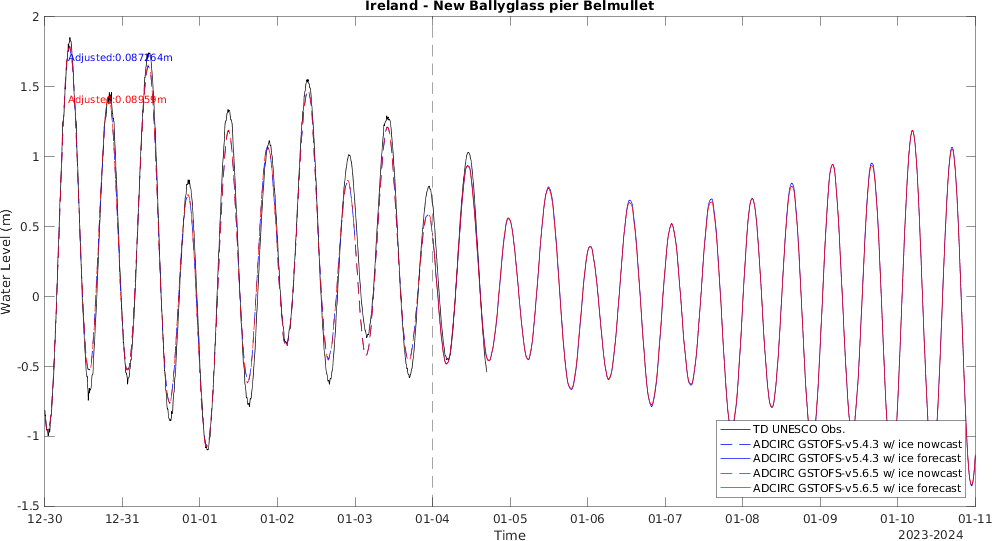 Ireland - New Ballyglass pier Belmullet
Water Level (m)
2
1.5
1
0.5
0
-0.5
-1
-1.5
Adjusted:0.087264m
Adjusted:0.08959m
TD UNESCO Obs.
ADCIRC GSTOFS-v5.4.3 w/ ice nowcast
ADCIRC GSTOFS-v5.4.3 w/ ice forecast
ADCIRC GSTOFS-v5.6.5 w/ ice nowcast
ADCIRC GSTOFS-v5.6.5 w/ ice forecast
12-30 12-31 01-01 01-02 01-03 01-04 01-05 01-06 01-07 01-08 01-09 01-10 01-11
Time
2023-2024